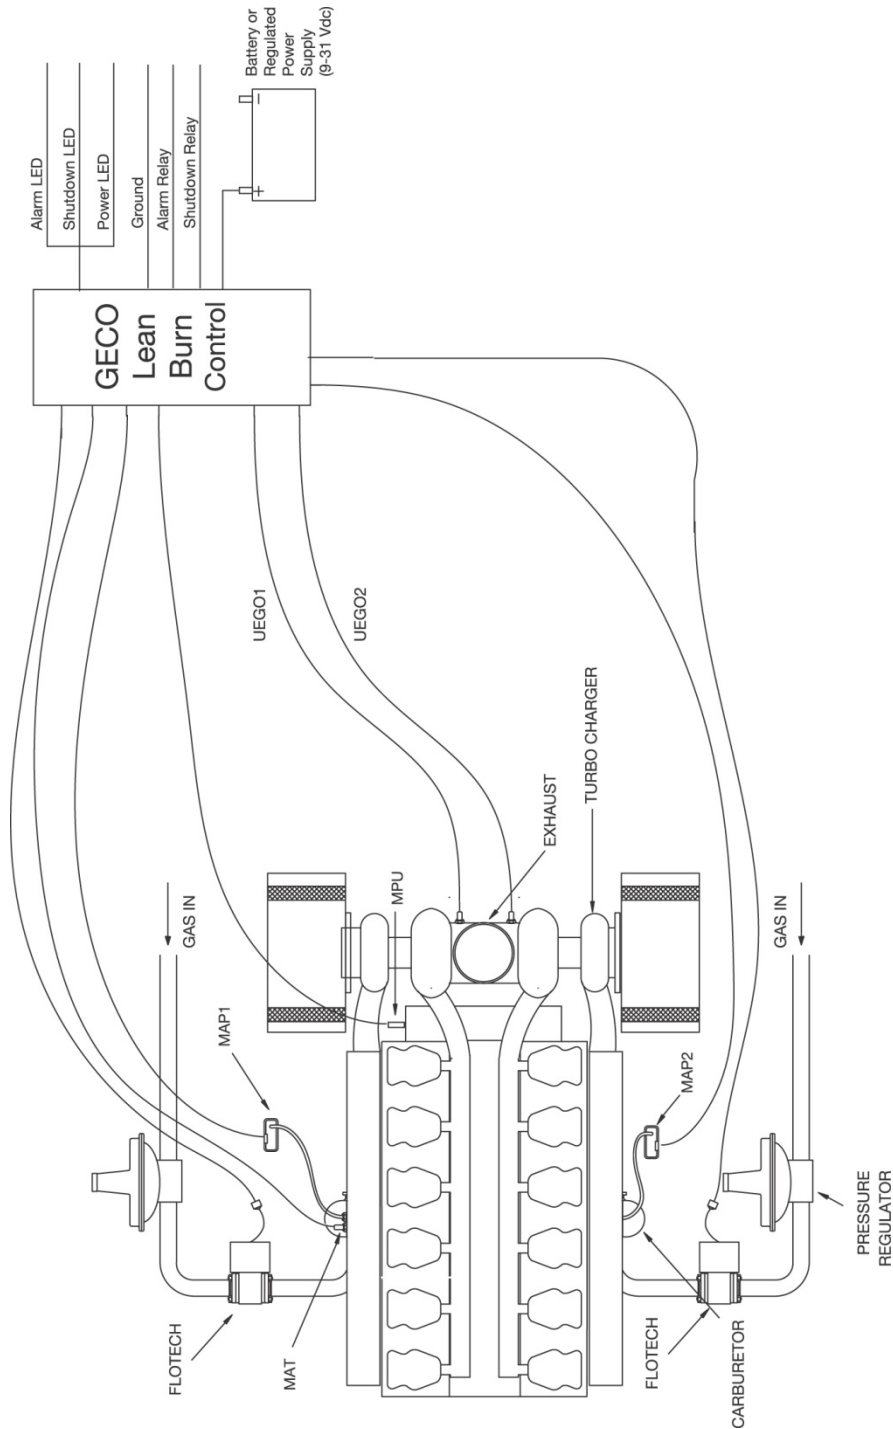 Alarm LED
Shutdown LED
Power LED
Ground
Alarm Relay
Shutdown Relay
Battery or
Regulated
Power
Supply
(9-31 Vdc)
+
−
GECO
Lean
Burn
Control
UEGO1
UEGO2
GAS IN
MAP1
MPU
EXHAUST
TURBO CHARGER
GAS IN
MAP2
FLOTECH
MAT
FLOTECH
CARBURETOR
PRESSURE
REGULATOR